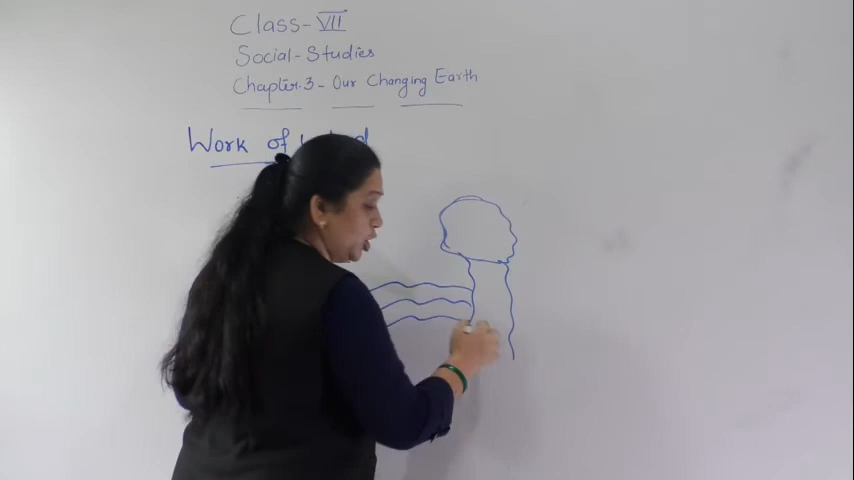 Class-VII
Social-Studies
Chapter.3- Our Changing Earth
Work of